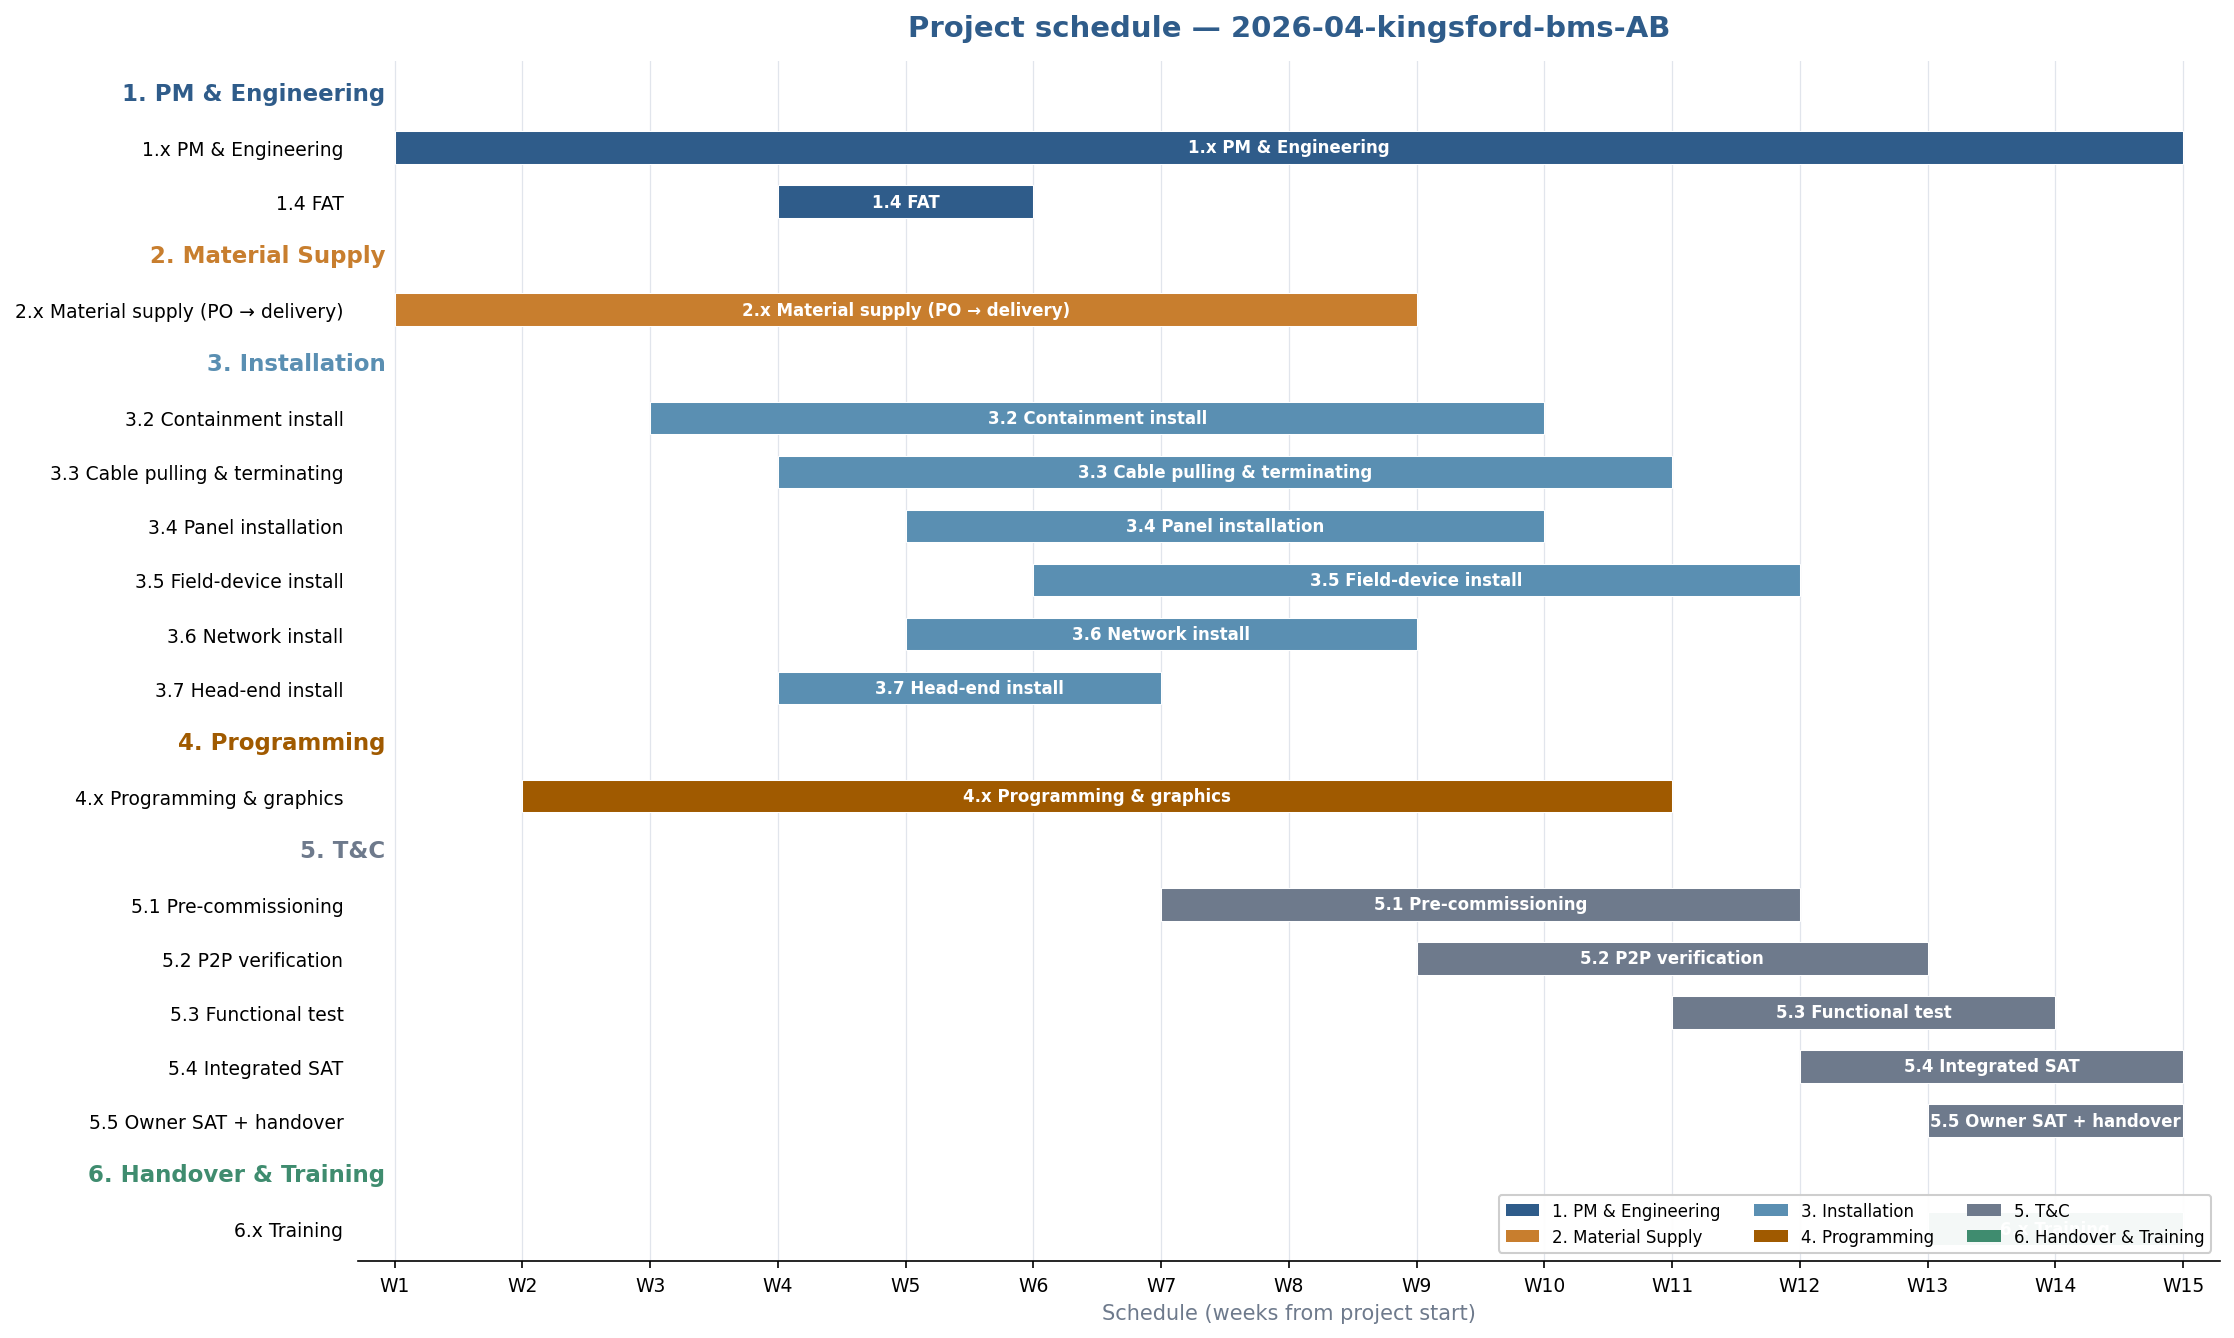 Project schedule — 2026-04-kingsford-bms-AB
1. PM & Engineering
1.x PM & Engineering
1.x PM & Engineering
1.4 FAT
1.4 FAT
2. Material Supply
2.x Material supply (PO → delivery)
2.x Material supply (PO → delivery)
3. Installation
3.2 Containment install
3.2 Containment install
3.3 Cable pulling & terminating
3.3 Cable pulling & terminating
3.4 Panel installation
3.4 Panel installation
3.5 Field-device install
3.5 Field-device install
3.6 Network install
3.6 Network install
3.7 Head-end install
3.7 Head-end install
4. Programming
4.x Programming & graphics
4.x Programming & graphics
5. T&C
5.1 Pre-commissioning
5.1 Pre-commissioning
5.2 P2P verification
5.2 P2P verification
5.3 Functional test
5.3 Functional test
5.4 Integrated SAT
5.4 Integrated SAT
5.5 Owner SAT + handover
5.5 Owner SAT + handover
6. Handover & Training
6.x Training
1. PM & Engineering
2. Material Supply
3. Installation
4. Programming
5. T&C
6. Handover & Training
W1 W2 W3 W4 W5 W6 W7 W8 W9 W10 W11 W12 W13 W14 W15
Schedule (weeks from project start)